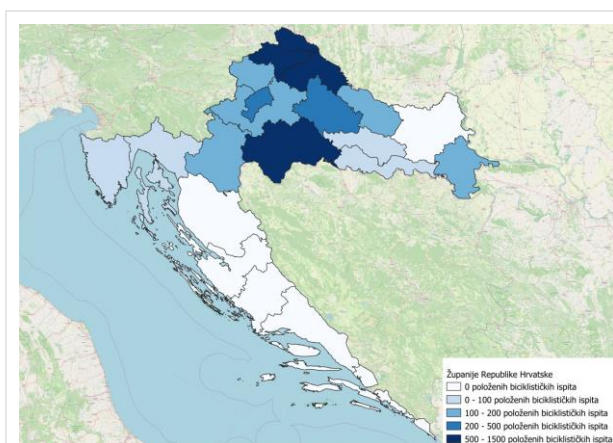 Županije Republike Hrvatske
0 položenih biciklističkih ispita
0 - 100 položenih biciklističkih ispita
100 - 200 položenih biciklističkih ispita
200 - 500 položenih biciklističkih ispita
500 - 1500 položenih biciklističkih ispita